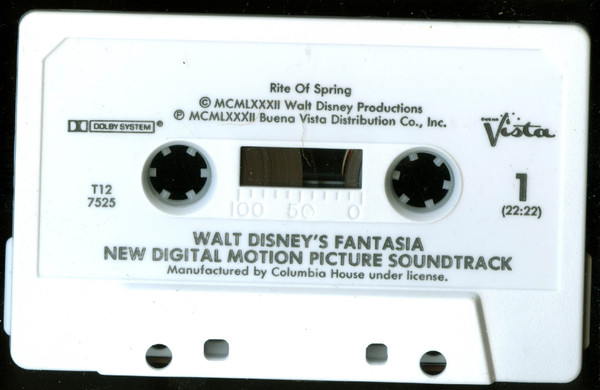 Rite Of Spring
© MCMLXXXII Walt Disney Productions
℗ MCMLXXXII Buena Vista Distribution Co., Inc.
DOLBY SYSTEM ®
BUENA Vista
T12
7525
1
(22:22)
100 50 0
WALT DISNEY'S FANTASIA
NEW DIGITAL MOTION PICTURE SOUNDTRACK
Manufactured by Columbia House under license.